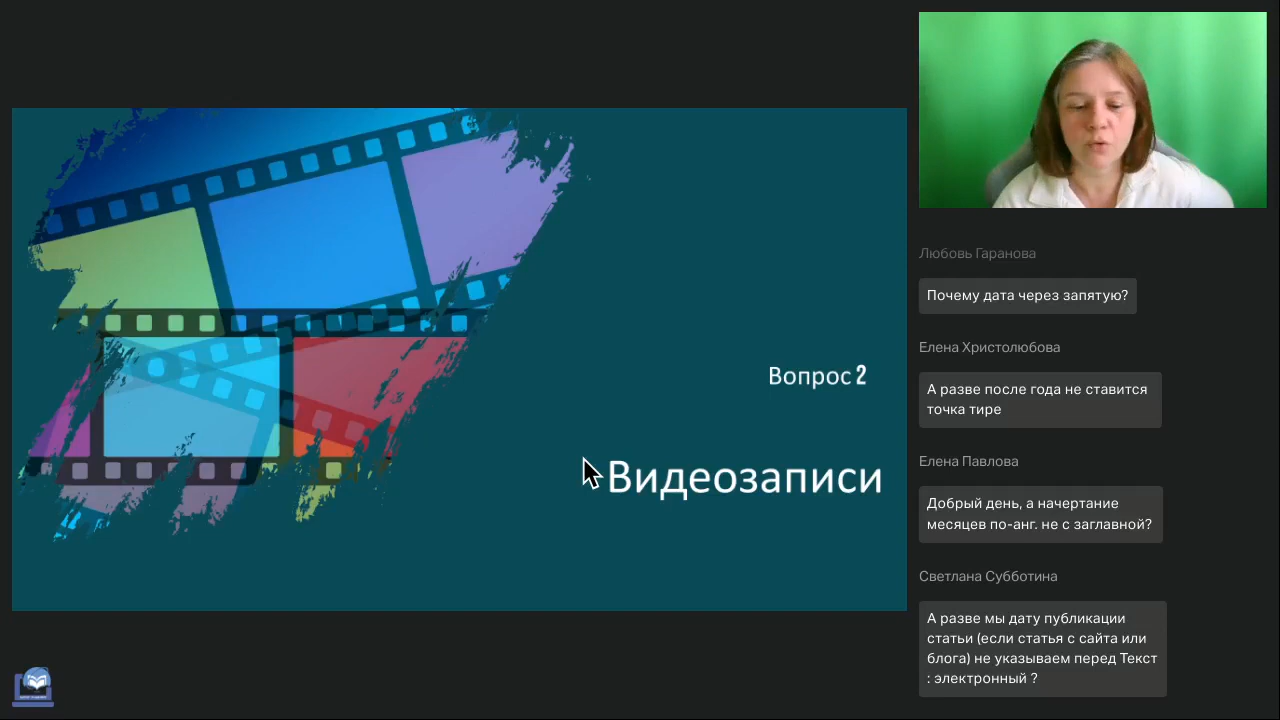 Вопрос 2
Видеозаписи
Любовь Гаранова
Почему дата через запятую?
Елена Христолюбова
А разве после года не ставится
точка тире
Елена Павлова
Добрый день, а начертание
месяцев по-анг. не с заглавной?
Светлана Субботина
А разве мы дату публикации
статьи (если статья с сайта или
блога) не указываем перед Текст
: электронный ?